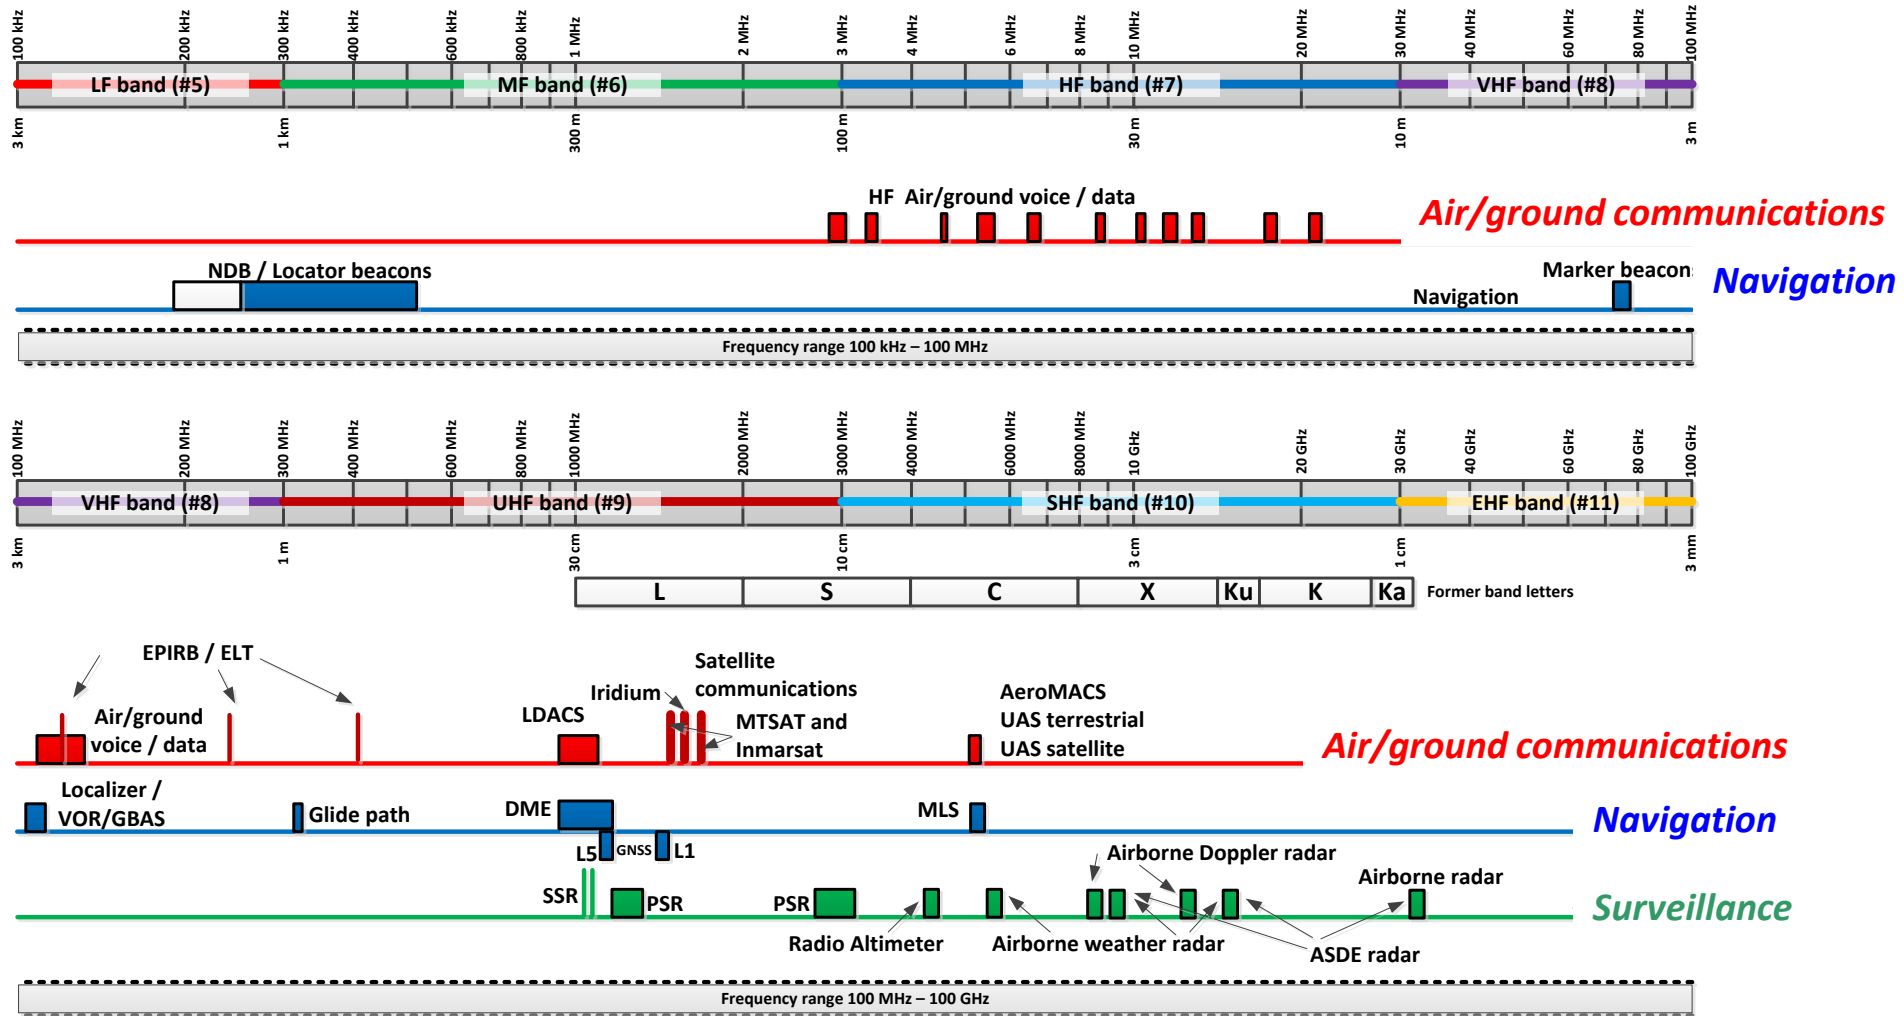 100 kHz 200 kHz 300 kHz 400 kHz 600 kHz 800 kHz 1 MHz 2 MHz 3 MHz 4 MHz 6 MHz 8 MHz 10 MHz 20 MHz 30 MHz 40 MHz 60 MHz 80 MHz 100 MHz
LF band (#5) MF band (#6) HF band (#7) VHF band (#8)
3 km 1 km 300 m 100 m 30 m 10 m 3 m
HF Air/ground voice / data
Air/ground communications
NDB / Locator beacons
Marker beacon
Navigation
Navigation
Frequency range 100 kHz – 100 MHz
100 MHz 200 MHz 300 MHz 400 MHz 600 MHz 800 MHz 1000 MHz 2000 MHz 3000 MHz 4000 MHz 6000 MHz 8000 MHz 10 GHz 20 GHz 30 GHz 40 GHz 60 GHz 80 GHz 100 GHz
VHF band (#8) UHF band (#9) SHF band (#10) EHF band (#11)
3 km 1 m 30 cm 10 cm 3 cm 1 cm 3 mm
L S C X Ku K Ka Former band letters
EPIRB / ELT
Air/ground
voice / data
LDACS
Iridium
Satellite
communications
MTSAT and
Inmarsat
AeroMACS
UAS terrestrial
UAS satellite
Air/ground communications
Localizer /
VOR/GBAS
Glide path
DME
MLS
Navigation
L5 GNSS L1
SSR
PSR
PSR
Airborne Doppler radar
Airborne radar
Surveillance
Radio Altimeter
Airborne weather radar
ASDE radar
Frequency range 100 MHz – 100 GHz